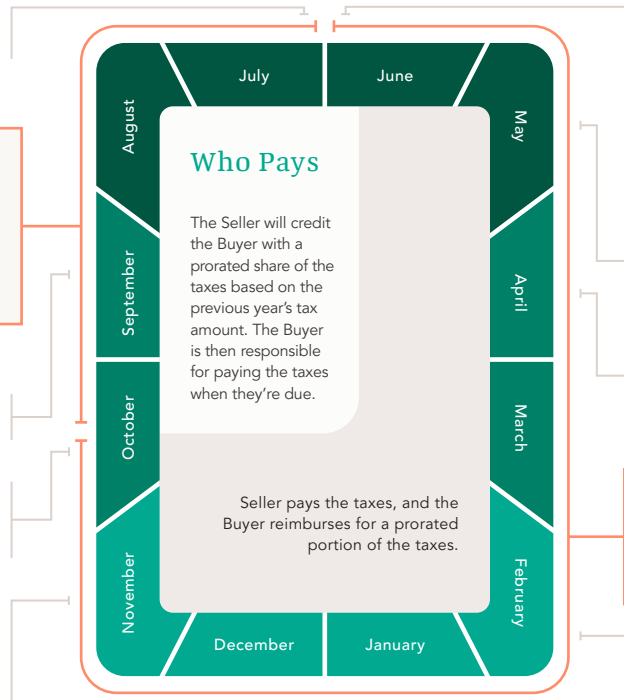 July
June
August
May
Who Pays
The Seller will credit
the Buyer with a
prorated share of the
taxes based on the
previous year's tax
amount. The Buyer
is then responsible
for paying the taxes
when they're due.
September
April
October
March
Seller pays the taxes, and the
Buyer reimburses for a prorated
portion of the taxes.
November
February
December
January